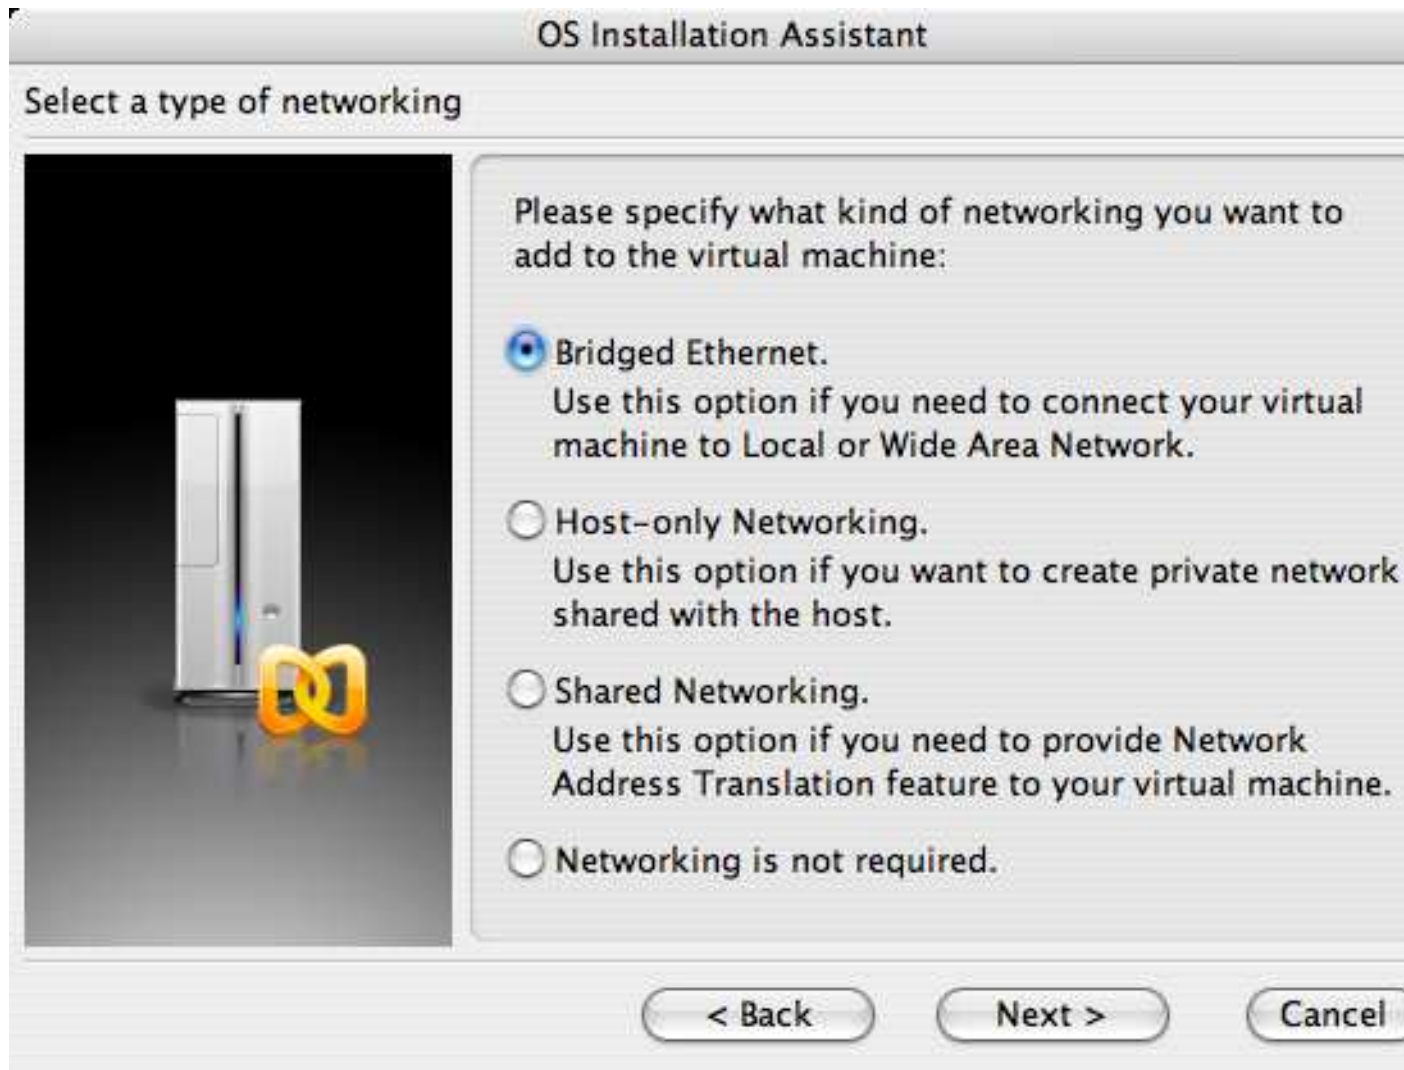 OS Installation Assistant
Select a type of networking
Please specify what kind of networking you want to
add to the virtual machine:
Bridged Ethernet.
Use this option if you need to connect your virtual
machine to Local or Wide Area Network.
Host-only Networking.
Use this option if you want to create private network
shared with the host.
Shared Networking.
Use this option if you need to provide Network
Address Translation feature to your virtual machine.
Networking is not required.
< Back
Next >
Cancel